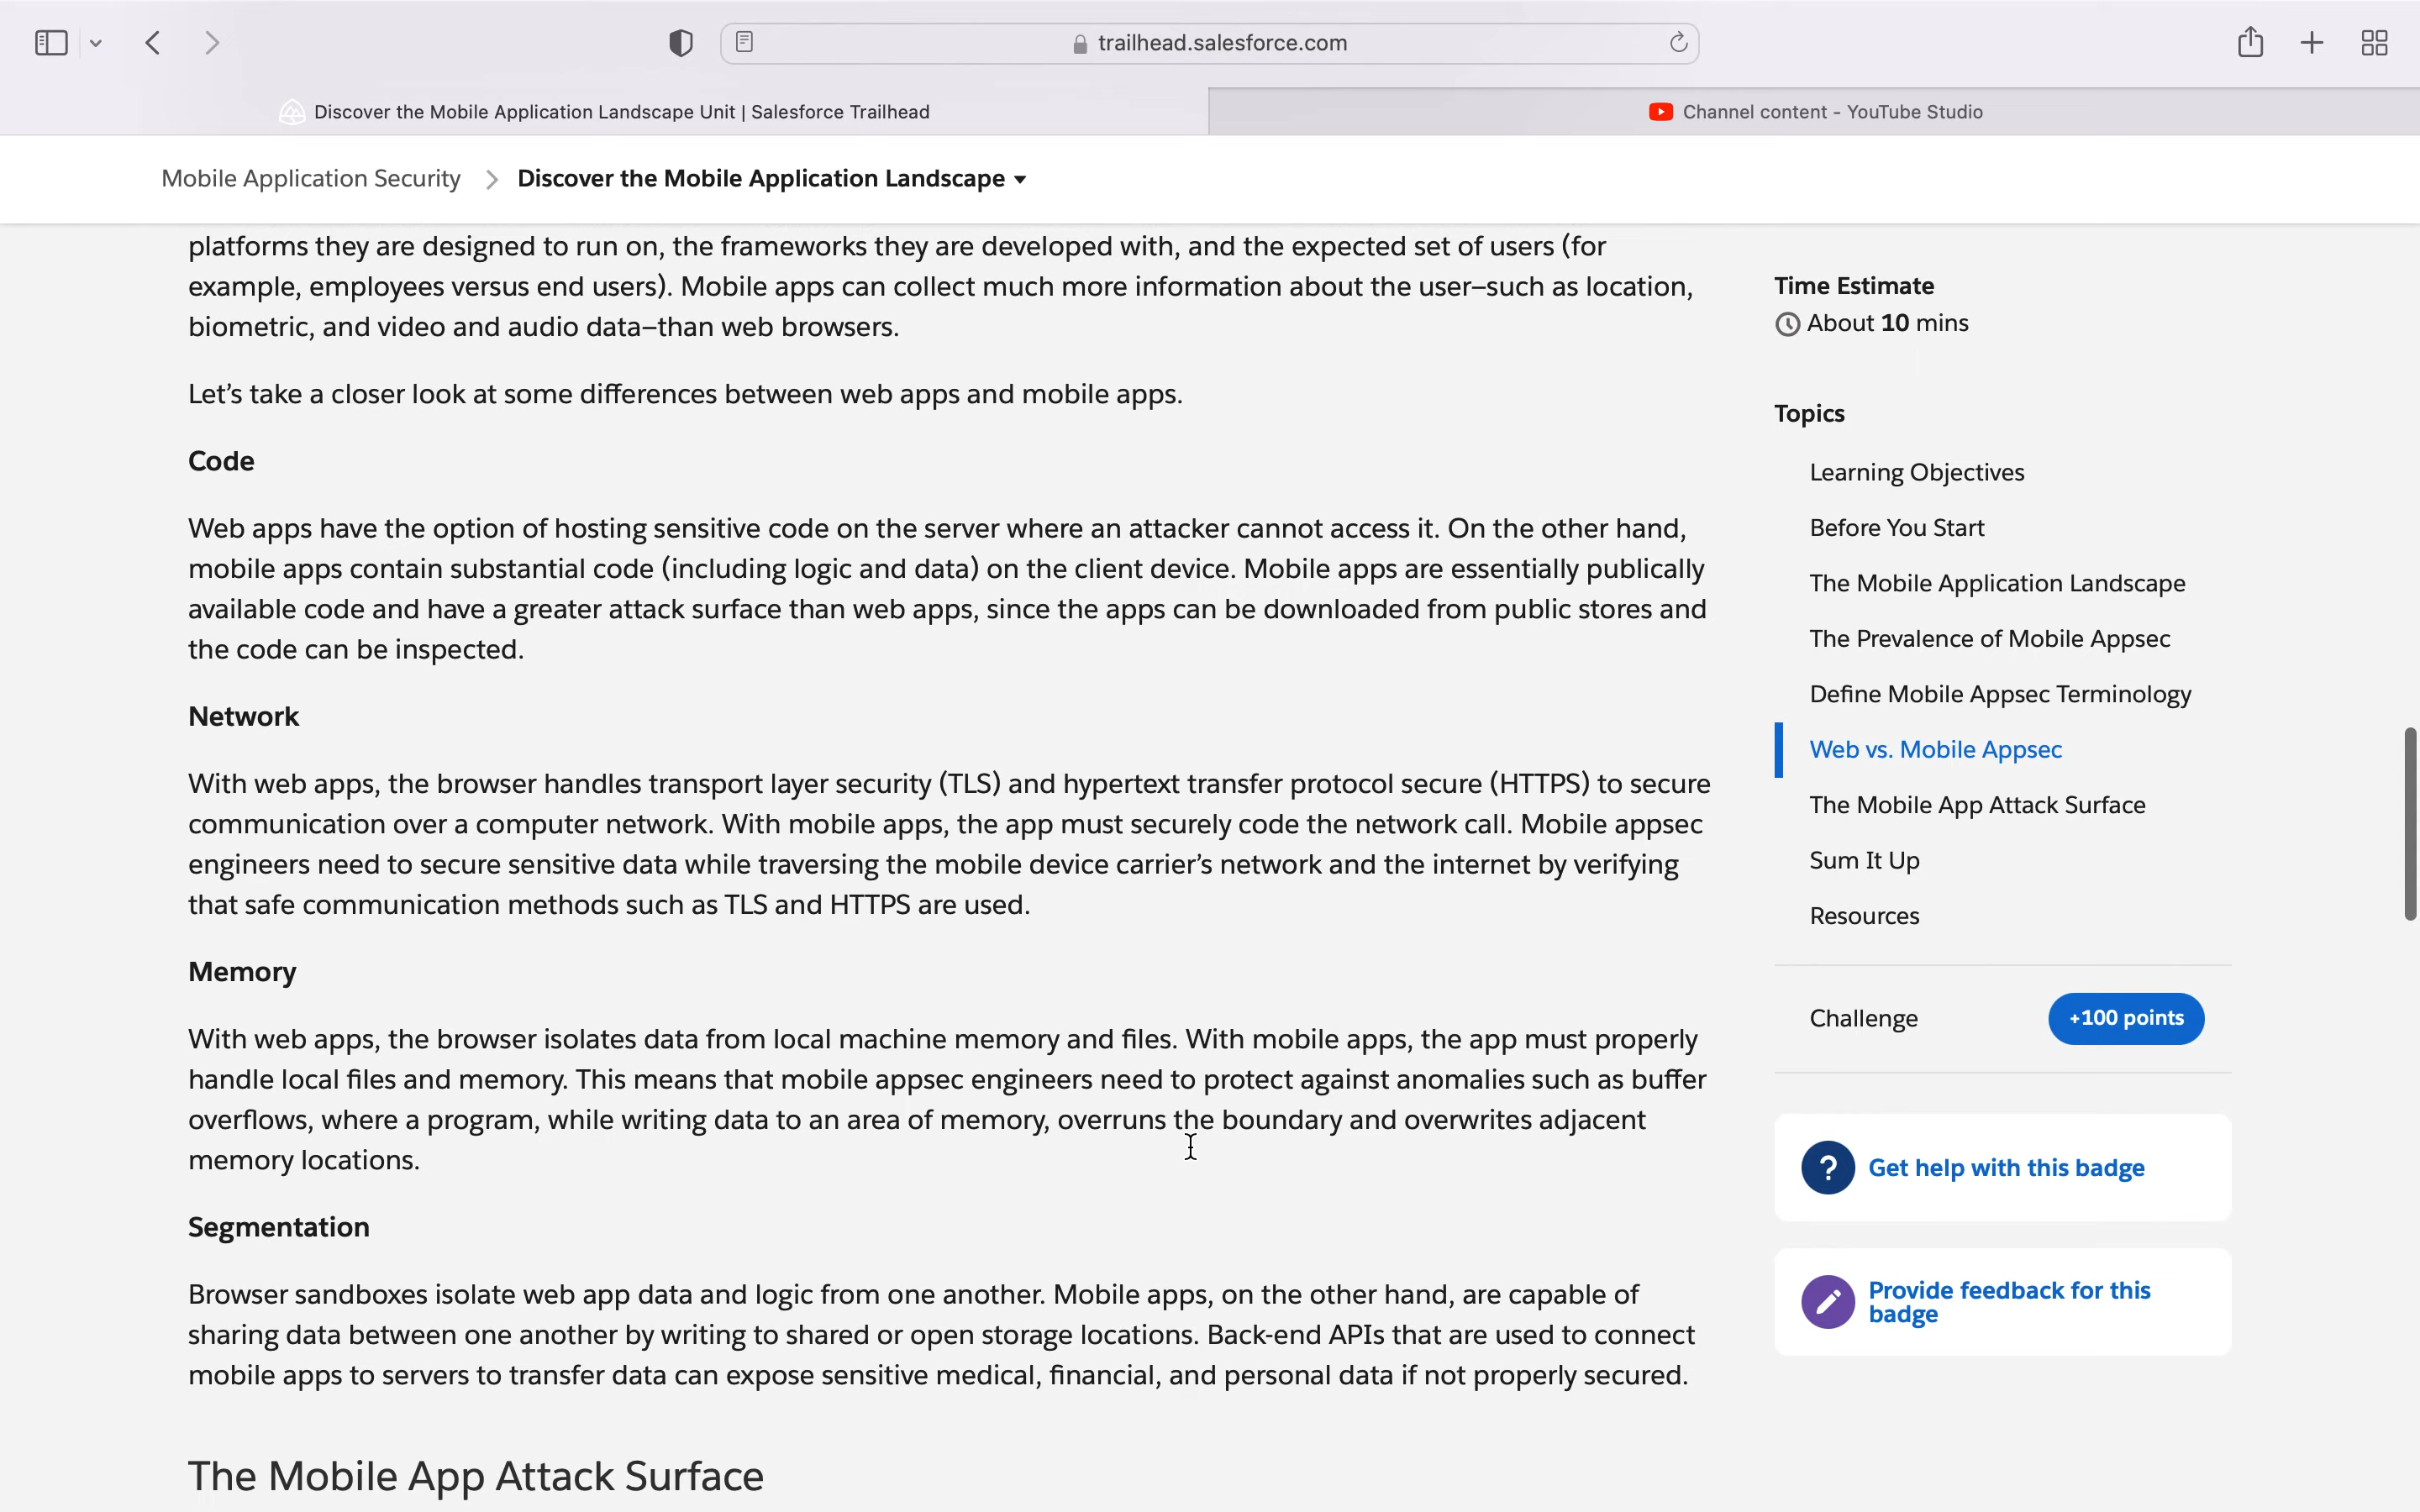 trailhead.salesforce.com
Discover the Mobile Application Landscape Unit | Salesforce Trailhead
Channel content - YouTube Studio
Mobile Application Security
Discover the Mobile Application Landscape
platforms they are designed to run on, the frameworks they are developed with, and the expected set of users (for
example, employees versus end users). Mobile apps can collect much more information about the user–such as location,
biometric, and video and audio data–than web browsers.
Let’s take a closer look at some differences between web apps and mobile apps.
Code
Web apps have the option of hosting sensitive code on the server where an attacker cannot access it. On the other hand,
mobile apps contain substantial code (including logic and data) on the client device. Mobile apps are essentially publically
available code and have a greater attack surface than web apps, since the apps can be downloaded from public stores and
the code can be inspected.
Network
With web apps, the browser handles transport layer security (TLS) and hypertext transfer protocol secure (HTTPS) to secure
communication over a computer network. With mobile apps, the app must securely code the network call. Mobile appsec
engineers need to secure sensitive data while traversing the mobile device carrier’s network and the internet by verifying
that safe communication methods such as TLS and HTTPS are used.
Memory
With web apps, the browser isolates data from local machine memory and files. With mobile apps, the app must properly
handle local files and memory. This means that mobile appsec engineers need to protect against anomalies such as buffer
overflows, where a program, while writing data to an area of memory, overruns the boundary and overwrites adjacent
memory locations.
Segmentation
Browser sandboxes isolate web app data and logic from one another. Mobile apps, on the other hand, are capable of
sharing data between one another by writing to shared or open storage locations. Back-end APIs that are used to connect
mobile apps to servers to transfer data can expose sensitive medical, financial, and personal data if not properly secured.
The Mobile App Attack Surface
Time Estimate
About 10 mins
Topics
Learning Objectives
Before You Start
The Mobile Application Landscape
The Prevalence of Mobile Appsec
Define Mobile Appsec Terminology
Web vs. Mobile Appsec
The Mobile App Attack Surface
Sum It Up
Resources
Challenge
+100 points
? Get help with this badge
Provide feedback for this
badge